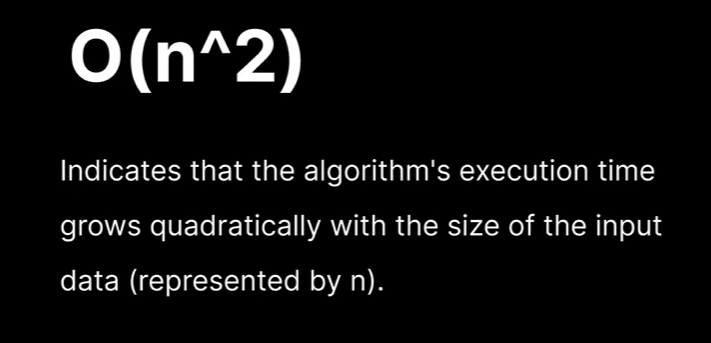 O(n^2)
Indicates that the algorithm's execution time
grows quadratically with the size of the input
data (represented by n).